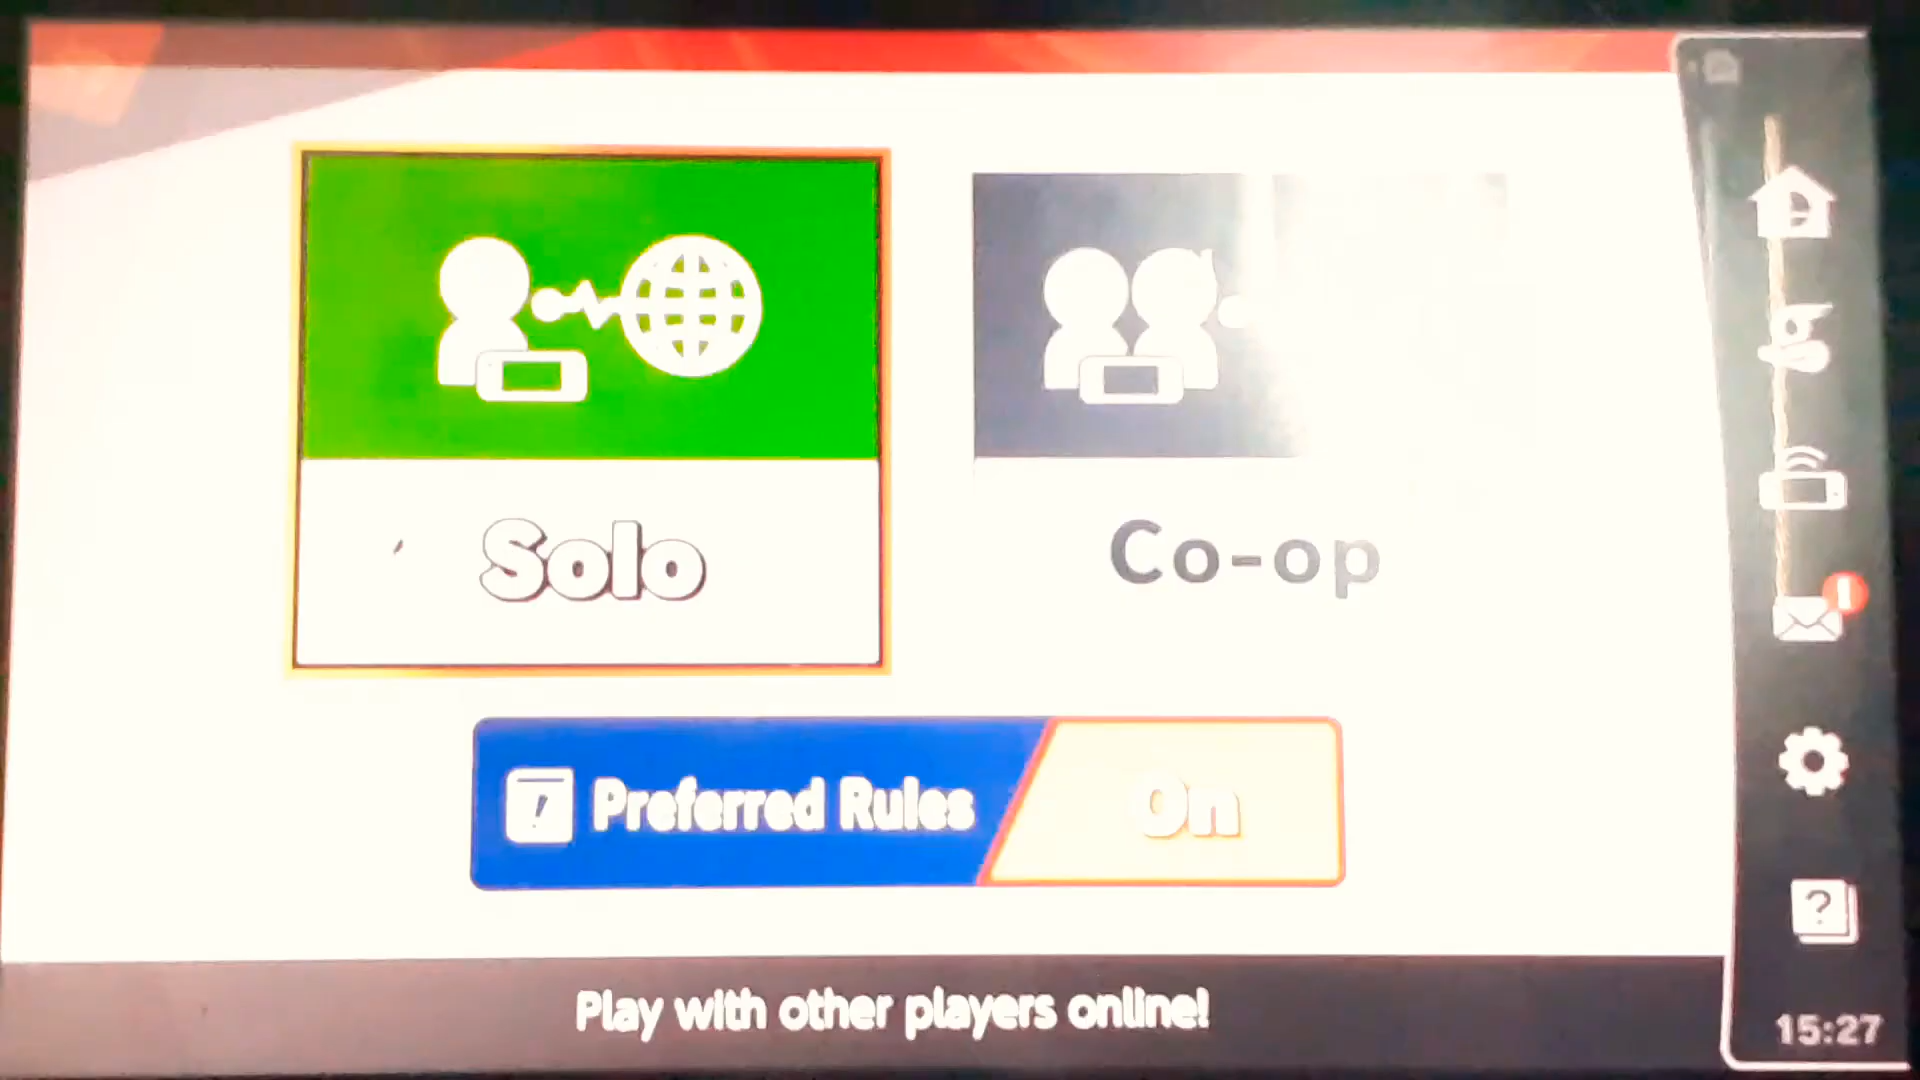 Solo
Co-op
Preferred Rules
On
Play with other players online!
15:27